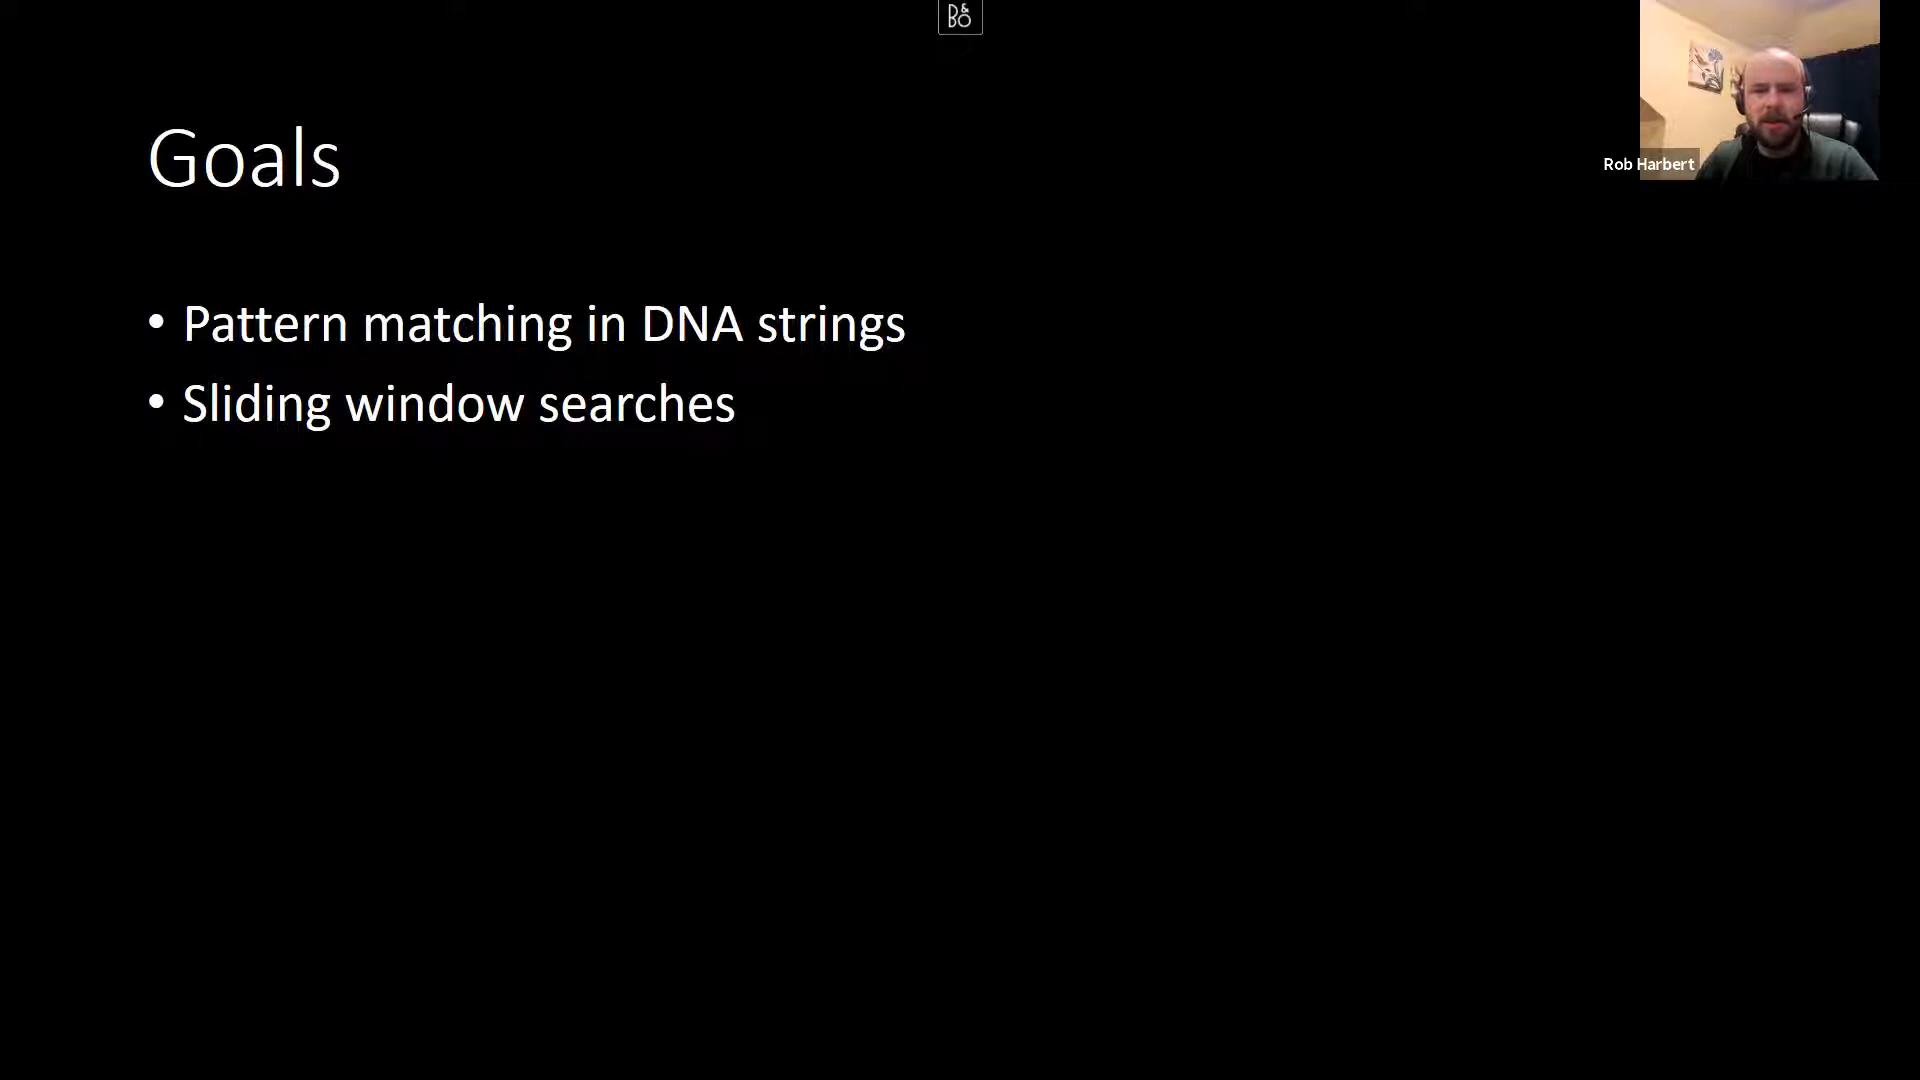 B&O
Rob Harbert
Goals
• Pattern matching in DNA strings
• Sliding window searches